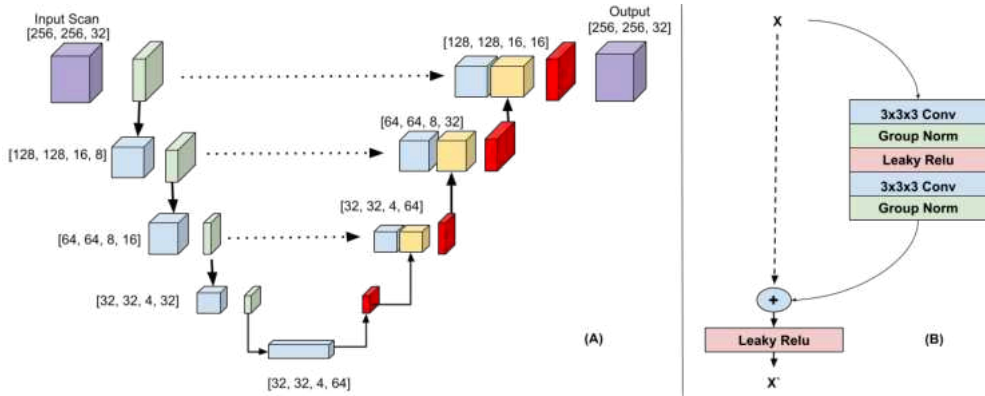 Input Scan
[256, 256, 32]
Output
[256, 256, 32]
[128, 128, 16, 16]
[64, 64, 8, 32]
[128, 128, 16, 8]
[32, 32, 4, 64]
[64, 64, 8, 16]
[32, 32, 4, 32]
[32, 32, 4, 64]
(A)
X
3x3x3 Conv
Group Norm
Leaky Relu
3x3x3 Conv
Group Norm
+
Leaky Relu
(B)
X`